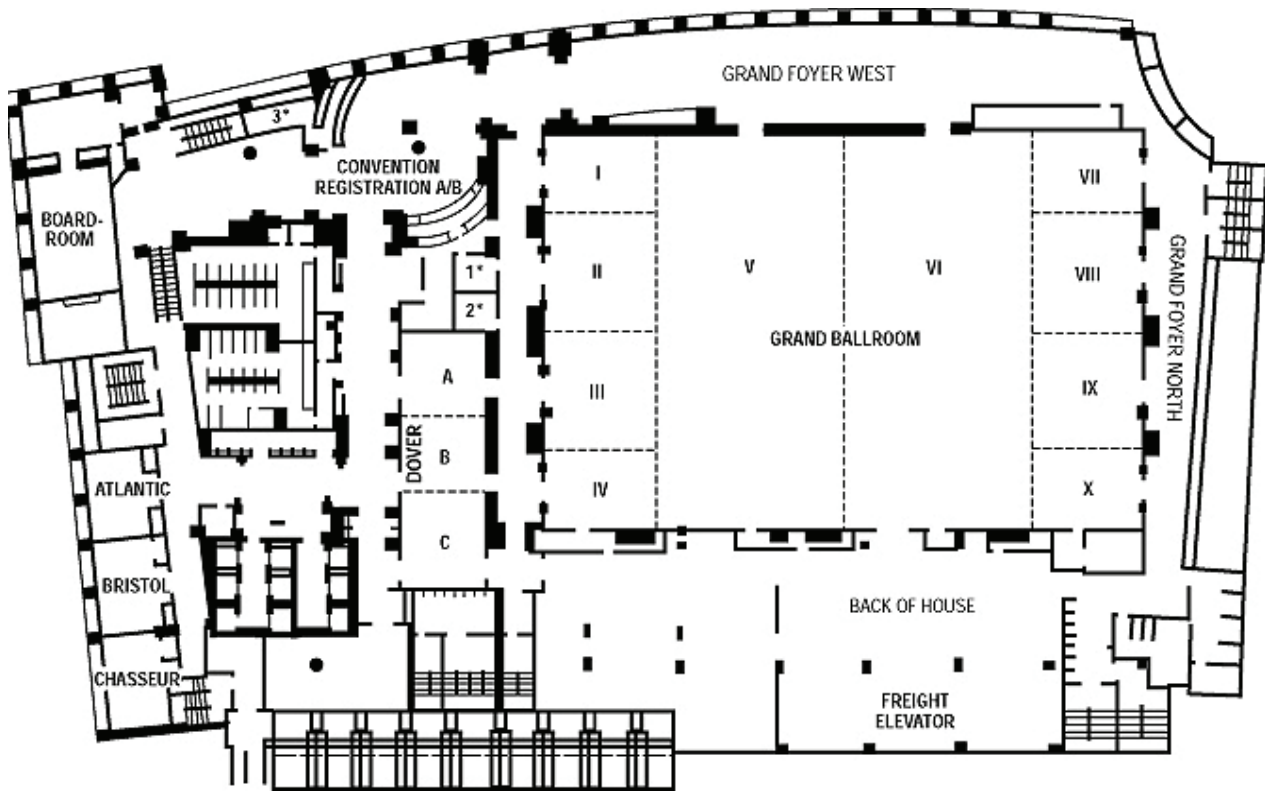 GRAND FOYER WEST
3*
CONVENTION
REGISTRATION A/B
BOARD-
ROOM
I
VII
1*
2*
II
V
VI
VIII
GRAND BALLROOM
GRAND FOYER NORTH
A
III
IX
DOVER
B
ATLANTIC
IV
X
C
BRISTOL
BACK OF HOUSE
CHASSEUR
FREIGHT
ELEVATOR